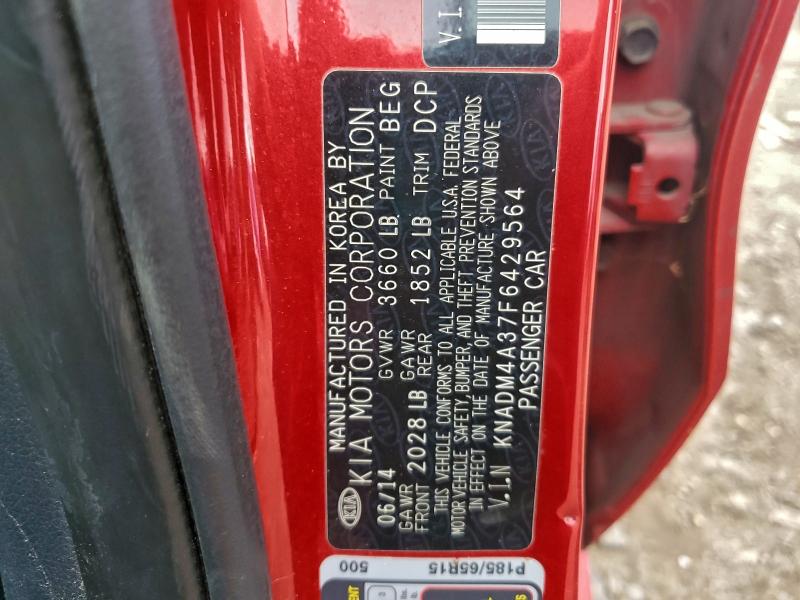 V.I
KIA
MANUFACTURED IN KOREA BY
KIA MOTORS CORPORATION
06/14 GVWR 3660 LB PAINT BEG
GAWR FRONT 2028 LB GAWR REAR 1852 LB TRIM DCP
THIS VEHICLE CONFORMS TO ALL APPLICABLE U.S.A. FEDERAL
MOTOR VEHICLE SAFETY, BUMPER, AND THEFT PREVENTION STANDARDS
IN EFFECT ON THE DATE OF MANUFACTURE SHOWN ABOVE
V.I.N KNADM4A37F6429564
PASSENGER CAR
P185/65R15
500